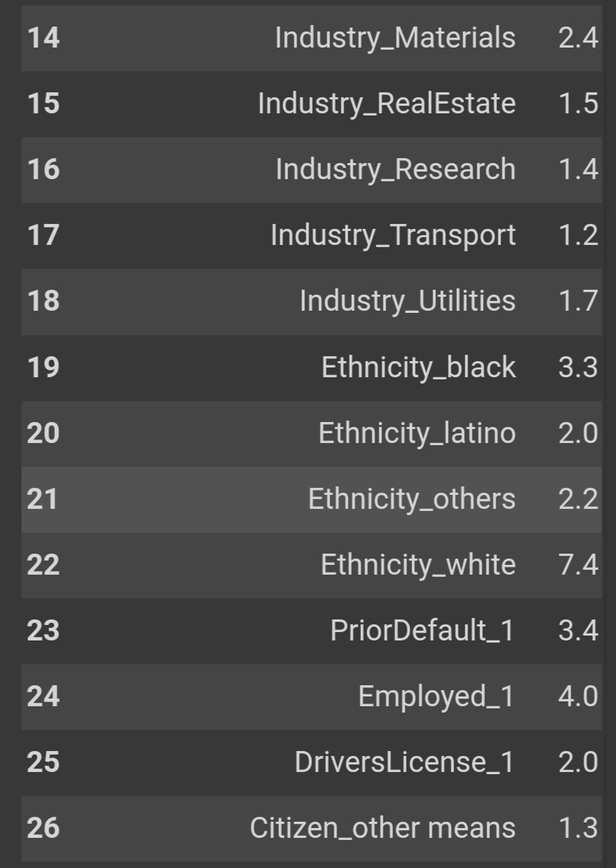 14 Industry_Materials 2.4
15 Industry_RealEstate 1.5
16 Industry_Research 1.4
17 Industry_Transport 1.2
18 Industry_Utilities 1.7
19 Ethnicity_black 3.3
20 Ethnicity_latino 2.0
21 Ethnicity_others 2.2
22 Ethnicity_white 7.4
23 PriorDefault_1 3.4
24 Employed_1 4.0
25 DriversLicense_1 2.0
26 Citizen_other means 1.3